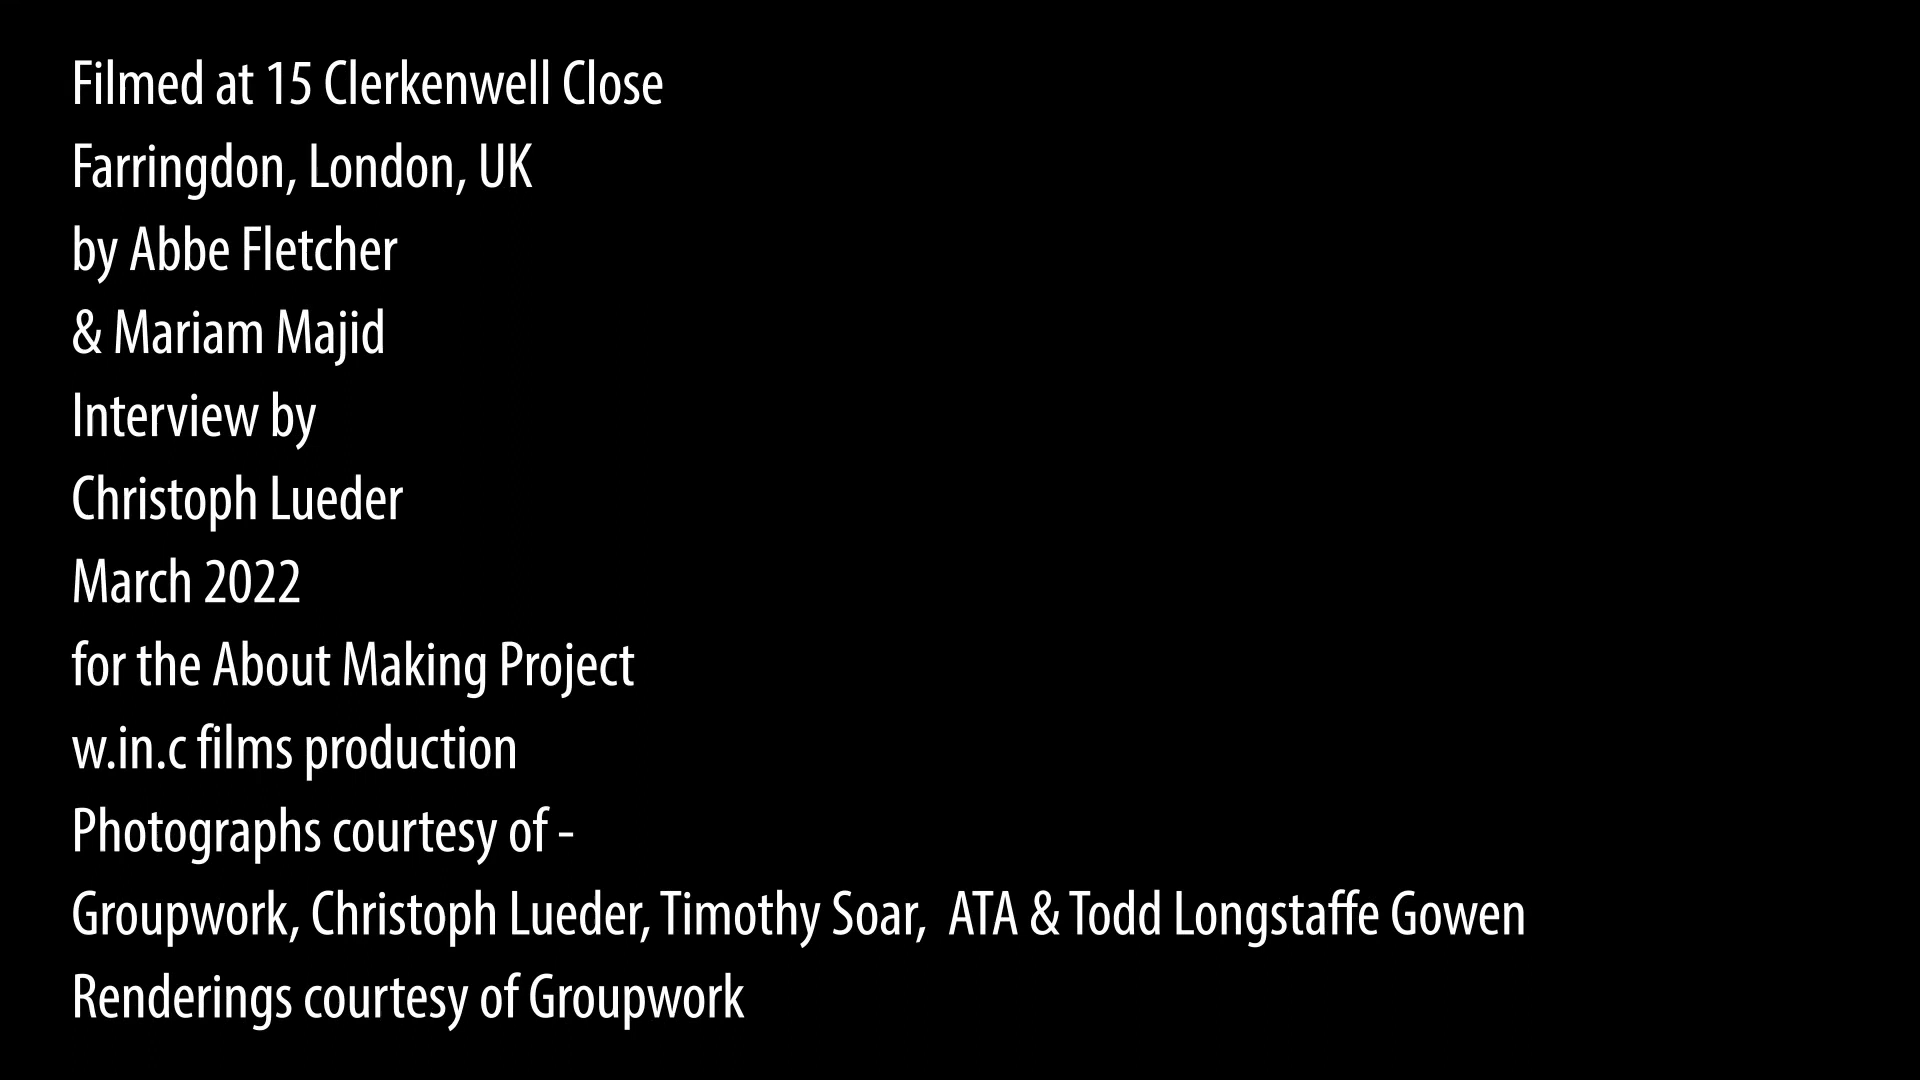 Filmed at 15 Clerkenwell Close
Farringdon, London, UK
by Abbe Fletcher
& Mariam Majid
Interview by
Christoph Lueder
March 2022
for the About Making Project
w.in.c films production
Photographs courtesy of -
Groupwork, Christoph Lueder, Timothy Soar,  ATA & Todd Longstaffe Gowen
Renderings courtesy of Groupwork